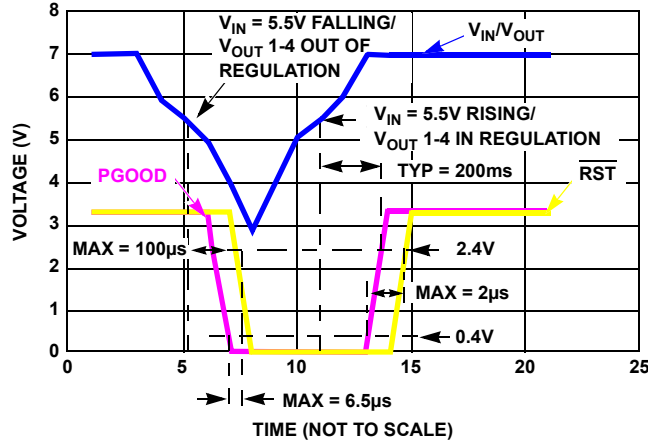 V_IN = 5.5V FALLING/
V_OUT 1-4 OUT OF
REGULATION
V_IN/V_OUT
V_IN = 5.5V RISING/
V_OUT 1-4 IN REGULATION
TYP = 200ms
PGOOD
RST
MAX = 100µs
2.4V
MAX = 2µs
0.4V
MAX = 6.5µs
VOLTAGE (V)
8
7
6
5
4
3
2
1
0
0 5 10 15 20 25
TIME (NOT TO SCALE)